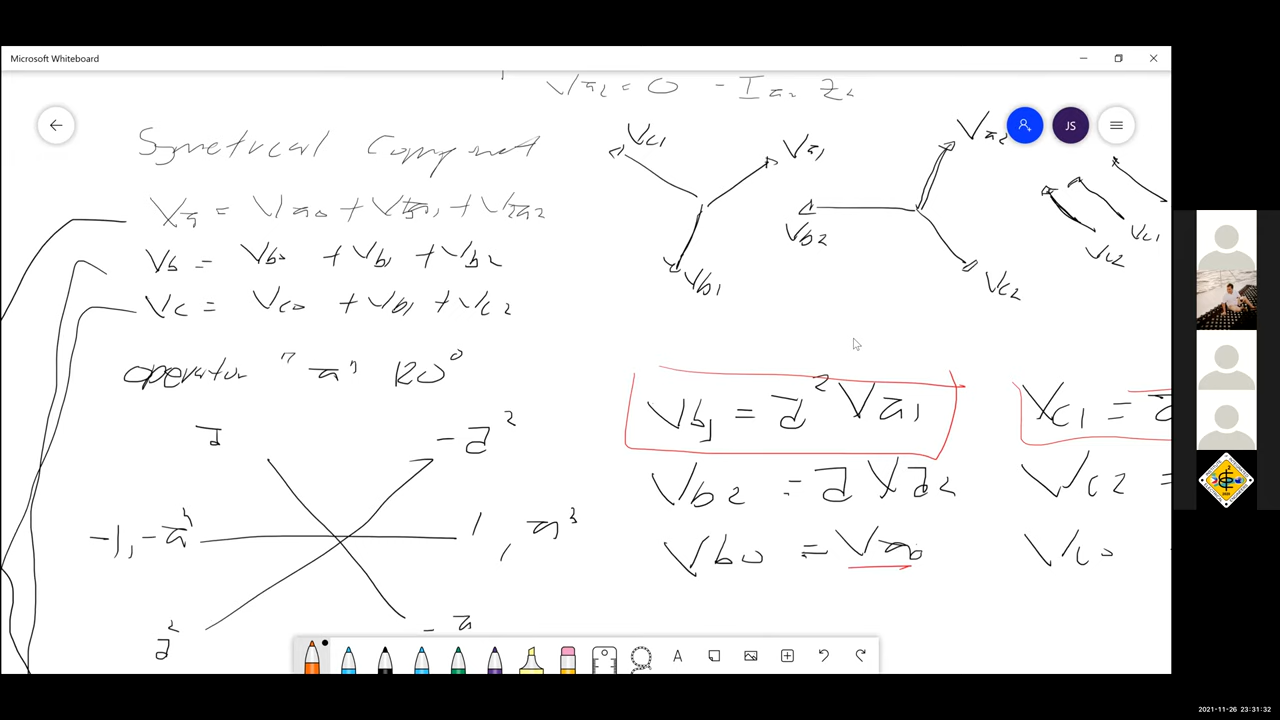 Microsoft Whiteboard
Va2 = 0 - Ia2 Z2
JS
Symetrical Component
Va = Va0 + Va1 + Va2
Vb = Vb0 + Vb1 + Vb2
Vc = Vc0 + Vb1 + Vc2
operator "a" 120°
a
-a²
-1, -a³
1, a³
a²
-a
Vc1
Va1
Vb1
Va2
Vb2
Vc2
Vc1
Vc2
Vb1 = a² Va1
Vc1 = a
Vb2 = a Va2
Vc2 =
Vb0 = Va0
Vc0
A
2021-11-26 23:31:32